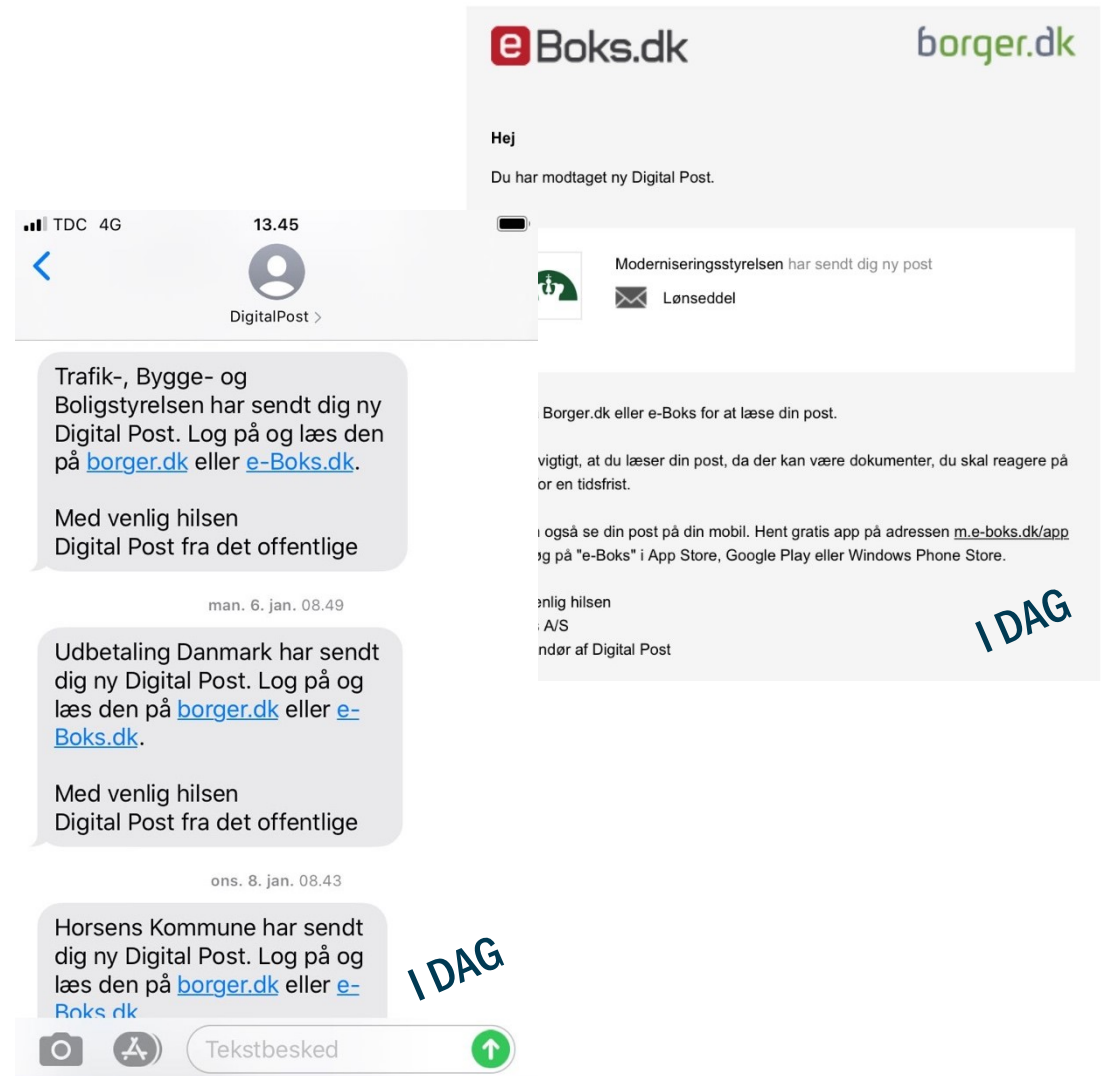 e Boks.dk
borger.dk
Hej
Du har modtaget ny Digital Post.
Moderniseringsstyrelsen har sendt dig ny post
Lønseddel
Borger.dk eller e-Boks for at læse din post.
vigtigt, at du læser din post, da der kan være dokumenter, du skal reagere på
en tidsfrist.
også se din post på din mobil. Hent gratis app på adressen m.e-boks.dk/app
på "e-Boks" i App Store, Google Play eller Windows Phone Store.
hilsen
A/S
af Digital Post
I DAG
TDC 4G
13.45
DigitalPost >
Trafik-, Bygge- og
Boligstyrelsen har sendt dig ny
Digital Post. Log på og læs den
på borger.dk eller e-Boks.dk.
Med venlig hilsen
Digital Post fra det offentlige
man. 6. jan. 08.49
Udbetaling Danmark har sendt
dig ny Digital Post. Log på og
læs den på borger.dk eller e-
Boks.dk.
Med venlig hilsen
Digital Post fra det offentlige
ons. 8. jan. 08.43
Horsens Kommune har sendt
dig ny Digital Post. Log på og
læs den på borger.dk eller e-
Boks.dk
I DAG
Tekstbesked